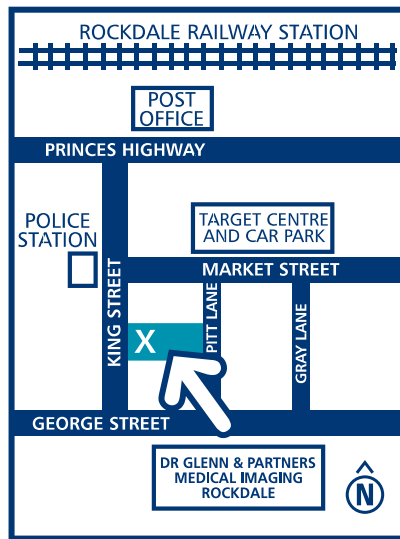 ROCKDALE RAILWAY STATION
POST
OFFICE
PRINCES HIGHWAY
POLICE
STATION
TARGET CENTRE
AND CAR PARK
MARKET STREET
KING STREET
X
PITT LANE
GRAY LANE
GEORGE STREET
DR GLENN & PARTNERS
MEDICAL IMAGING
ROCKDALE
N